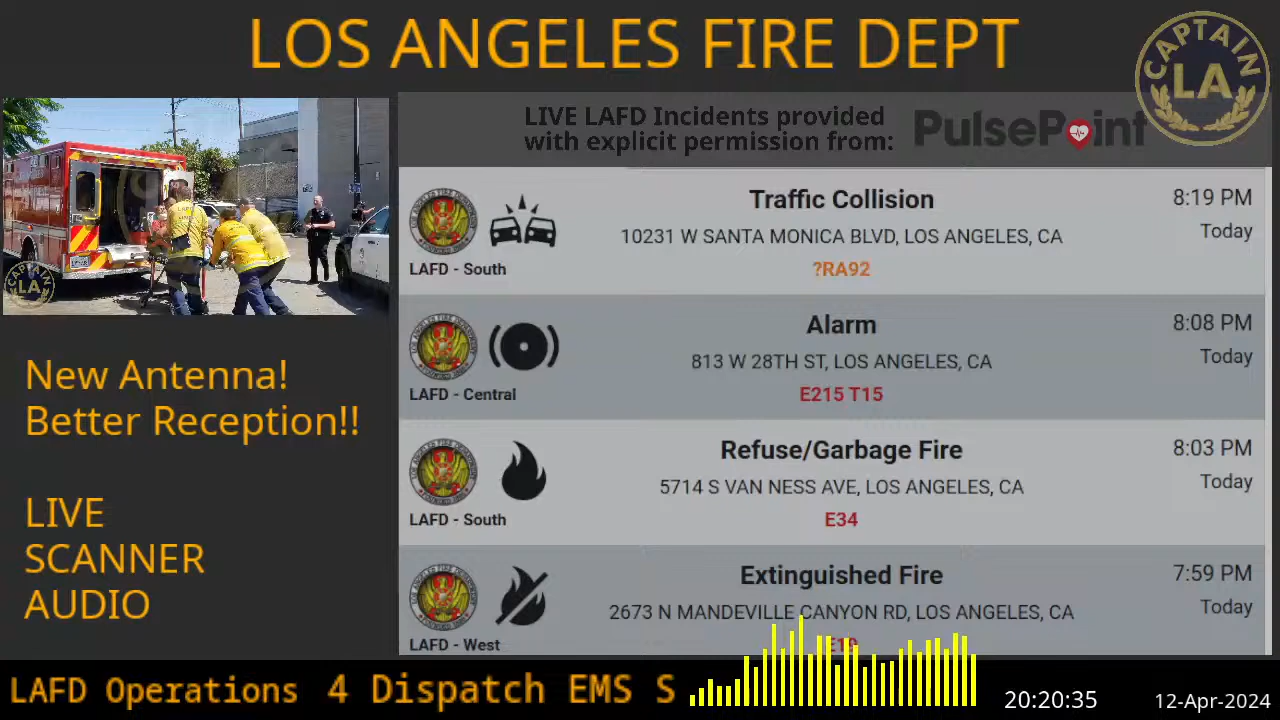 LOS ANGELES FIRE DEPT
CAPTAIN
LA
LIVE LAFD Incidents provided
with explicit permission from:
PulsePoint
Traffic Collision
8:19 PM
10231 W SANTA MONICA BLVD, LOS ANGELES, CA
Today
LAFD - South
?RA92
Alarm
8:08 PM
813 W 28TH ST, LOS ANGELES, CA
Today
LAFD - Central
E215 T15
Refuse/Garbage Fire
8:03 PM
5714 S VAN NESS AVE, LOS ANGELES, CA
Today
LAFD - South
E34
Extinguished Fire
7:59 PM
2673 N MANDEVILLE CANYON RD, LOS ANGELES, CA
Today
LAFD - West
E19
LA
New Antenna!
Better Reception!!
LIVE
SCANNER
AUDIO
LAFD Operations 4 Dispatch EMS S
20:20:35
12-Apr-2024